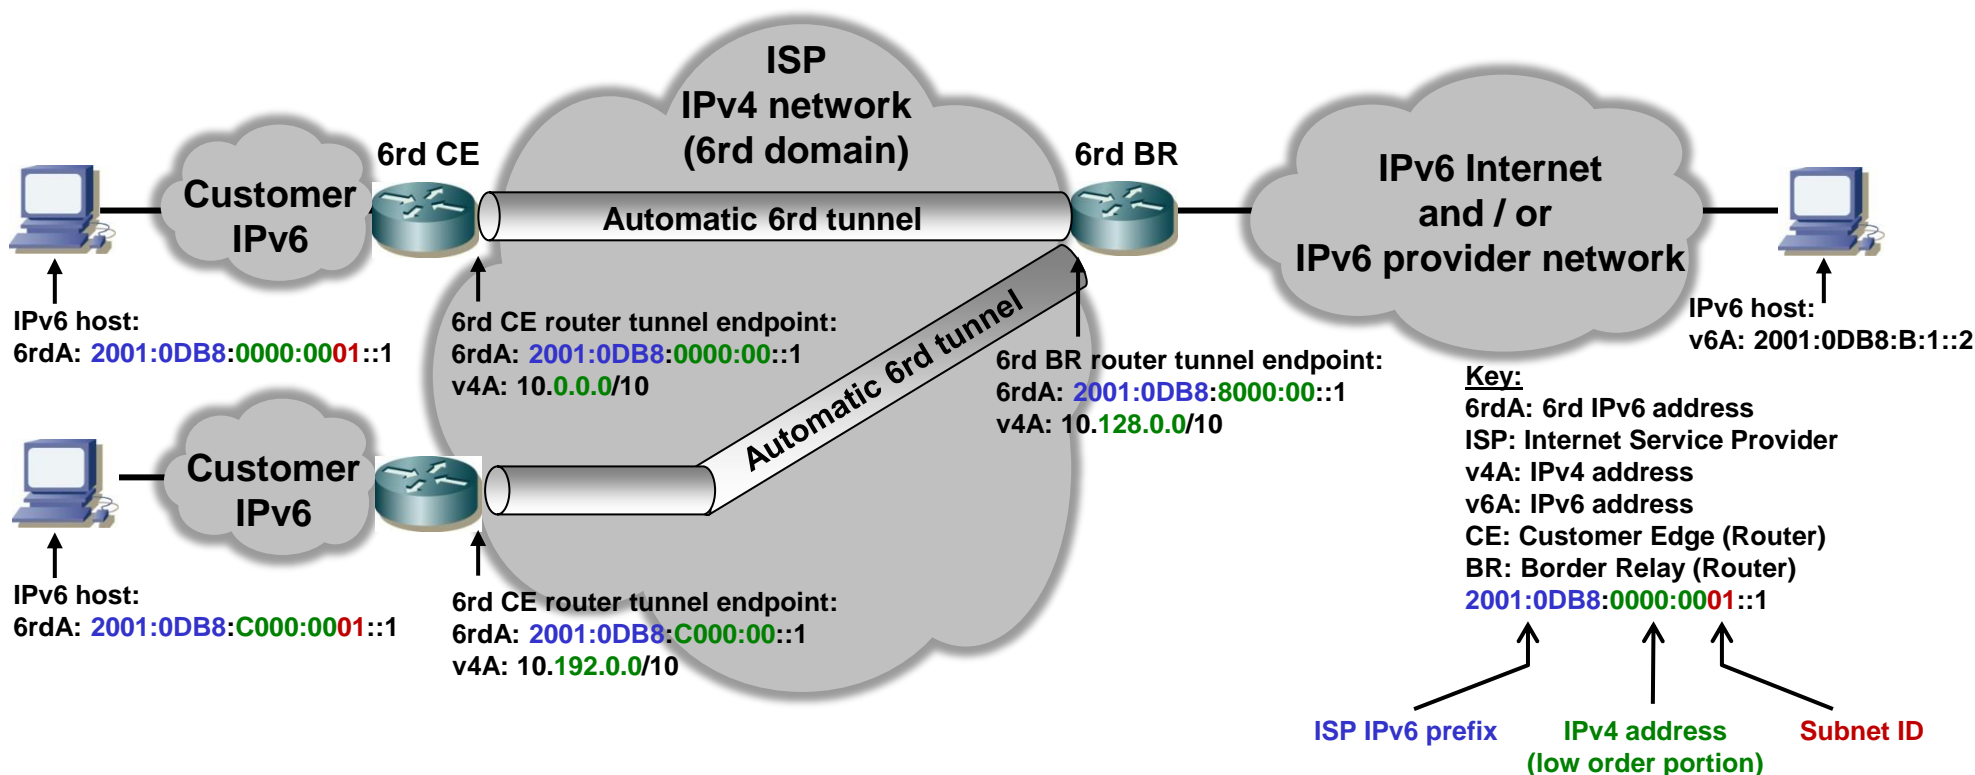 ISP
IPv4 network
(6rd domain)
6rd CE
6rd BR
Customer
IPv6
Automatic 6rd tunnel
IPv6 Internet
and / or
IPv6 provider network
IPv6 host:
6rdA: 2001:0DB8:0000:0001::1
6rd CE router tunnel endpoint:
6rdA: 2001:0DB8:0000:00::1
v4A: 10.0.0.0/10
Automatic 6rd tunnel
6rd BR router tunnel endpoint:
6rdA: 2001:0DB8:8000:00::1
v4A: 10.128.0.0/10
IPv6 host:
v6A: 2001:0DB8:B:1::2
Customer
IPv6
IPv6 host:
6rdA: 2001:0DB8:C000:0001::1
6rd CE router tunnel endpoint:
6rdA: 2001:0DB8:C000:00::1
v4A: 10.192.0.0/10
Key:
6rdA: 6rd IPv6 address
ISP: Internet Service Provider
v4A: IPv4 address
v6A: IPv6 address
CE: Customer Edge (Router)
BR: Border Relay (Router)
2001:0DB8:0000:0001::1
ISP IPv6 prefix
IPv4 address
(low order portion)
Subnet ID